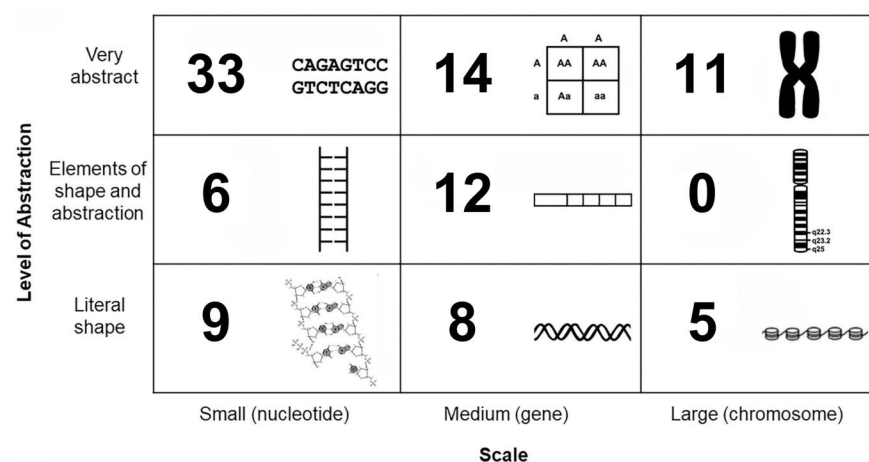 Level of Abstraction
Very
abstract
33
CAGAGTCC
GTCTCAGG
14
A A
A AA AA
a Aa aa
11
Elements of
shape and
abstraction
6
12
0
q22.3
q23.2
q25
Literal
shape
9
8
5
Small (nucleotide)
Medium (gene)
Large (chromosome)
Scale